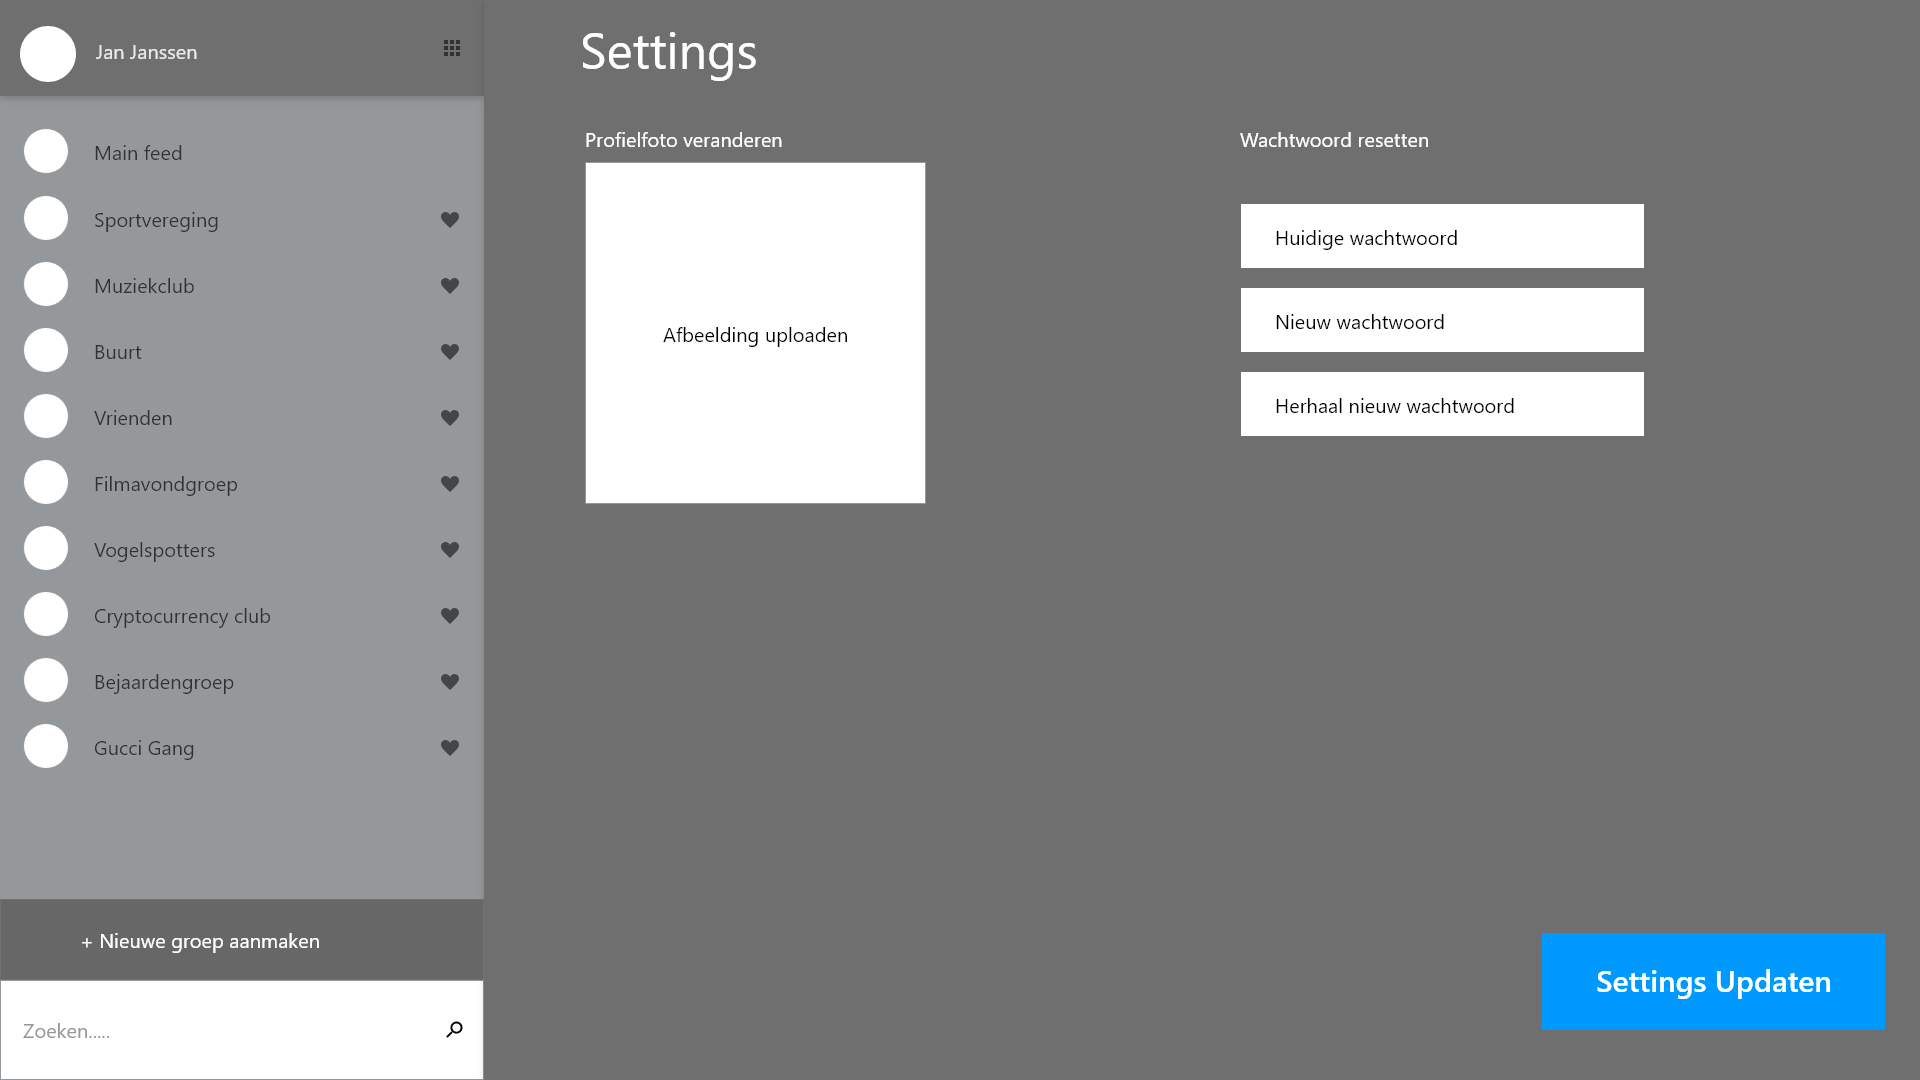 Jan Janssen
Main feed
Sportvereging
Muziekclub
Buurt
Vrienden
Filmavondgroep
Vogelspotters
Cryptocurrency club
Bejaardengroep
Gucci Gang
+ Nieuwe groep aanmaken
Zoeken.....
Settings
Profielfoto veranderen
Afbeelding uploaden
Wachtwoord resetten
Huidige wachtwoord
Nieuw wachtwoord
Herhaal nieuw wachtwoord
Settings Updaten